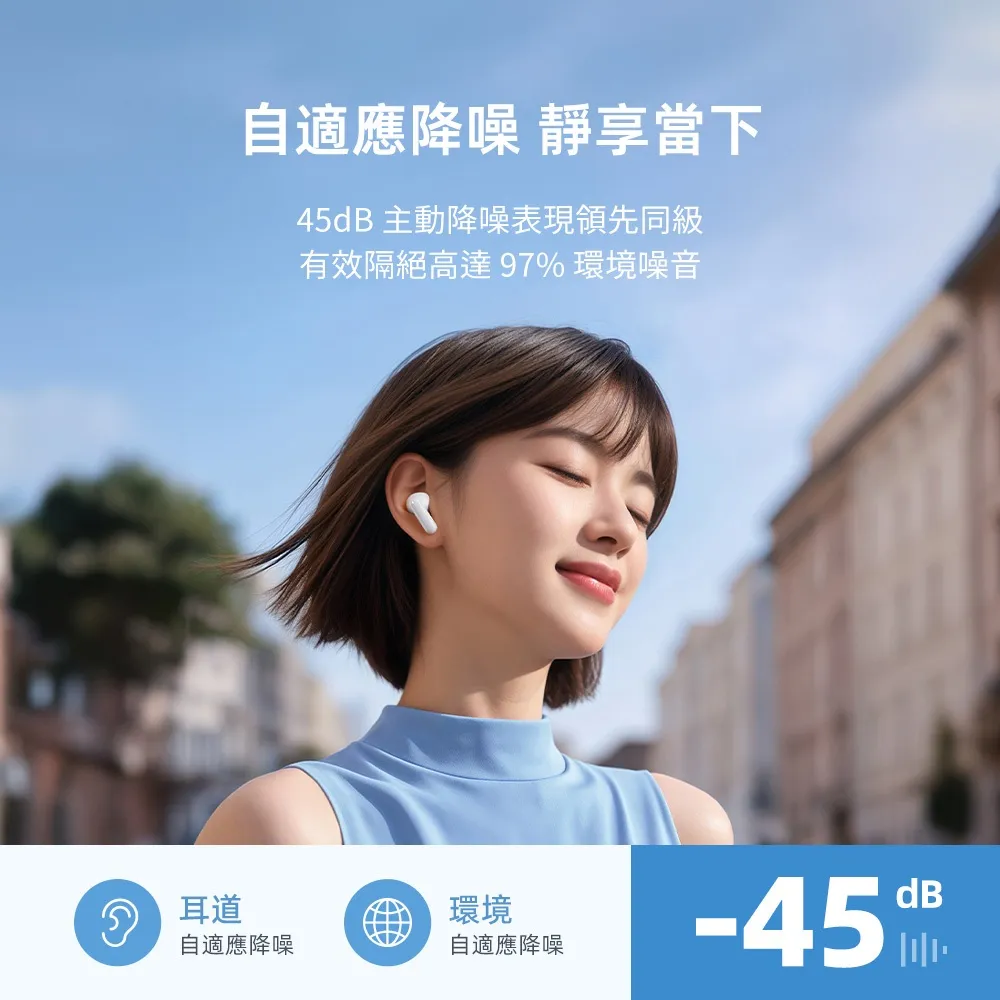 自適應降噪 靜享當下
45dB 主動降噪表現領先同級
有效隔絕高達 97% 環境噪音
耳道
自適應降噪
環境
自適應降噪
-45 dB